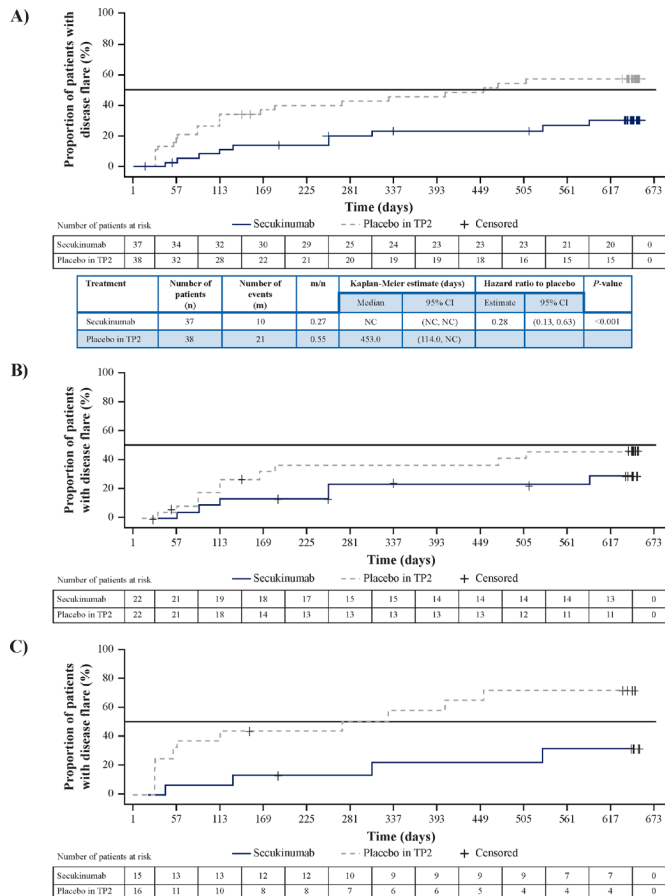 A)
Proportion of patients with
disease flare (%)
100
80
60
40
20
0
1 57 113 169 225 281 337 393 449 505 561 617 673
Time (days)
Number of patients at risk Secukinumab Placebo in TP2 Censored
Secukinumab 37 34 32 30 29 25 24 23 23 23 21 20 0
Placebo in TP2 38 32 28 22 21 20 19 19 18 16 15 15 0
Treatment Number of patients (n) Number of events (m) m/n Kaplan-Meier estimate (days) Hazard ratio to placebo P-value
Median 95% CI Estimate 95% CI
Secukinumab 37 10 0.27 NC (NC, NC) 0.28 (0.13, 0.63) <0.001
Placebo in TP2 38 21 0.55 453.0 (114.0, NC)
B)
Proportion of patients
with disease flare (%)
100
80
60
40
20
0
1 57 113 169 225 281 337 393 449 505 561 617 673
Time (days)
Number of patients at risk Secukinumab Placebo in TP2 Censored
Secukinumab 22 21 19 18 17 15 15 14 14 14 14 13 0
Placebo in TP2 22 21 18 14 13 13 13 13 13 12 11 11 0
C)
Proportion of patients
with disease flare (%)
100
80
60
40
20
0
1 57 113 169 225 281 337 393 449 505 561 617 673
Time (days)
Number of patients at risk Secukinumab Placebo in TP2 Censored
Secukinumab 15 13 13 12 12 10 9 9 9 9 7 7 0
Placebo in TP2 16 11 10 8 8 7 6 6 5 4 4 4 0